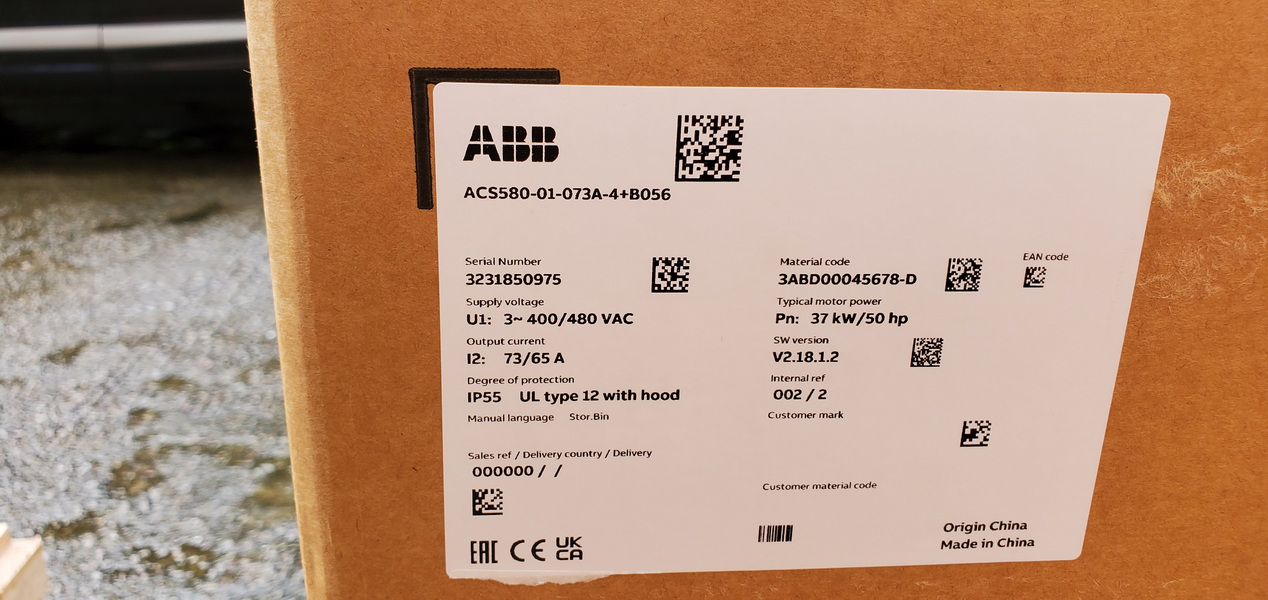 ABB
ACS580-01-073A-4+B056
Serial Number
3231850975
Material code
3ABD00045678-D
EAN code
Supply voltage
U1: 3~ 400/480 VAC
Typical motor power
Pn: 37 kW/50 hp
Output current
I2: 73/65 A
SW version
V2.18.1.2
Degree of protection
IP55 UL type 12 with hood
Internal ref
002 / 2
Manual language Stor.Bin
Customer mark
Sales ref / Delivery country / Delivery
000000 / /
Customer material code
EAC CE UK CA
Origin China
Made in China